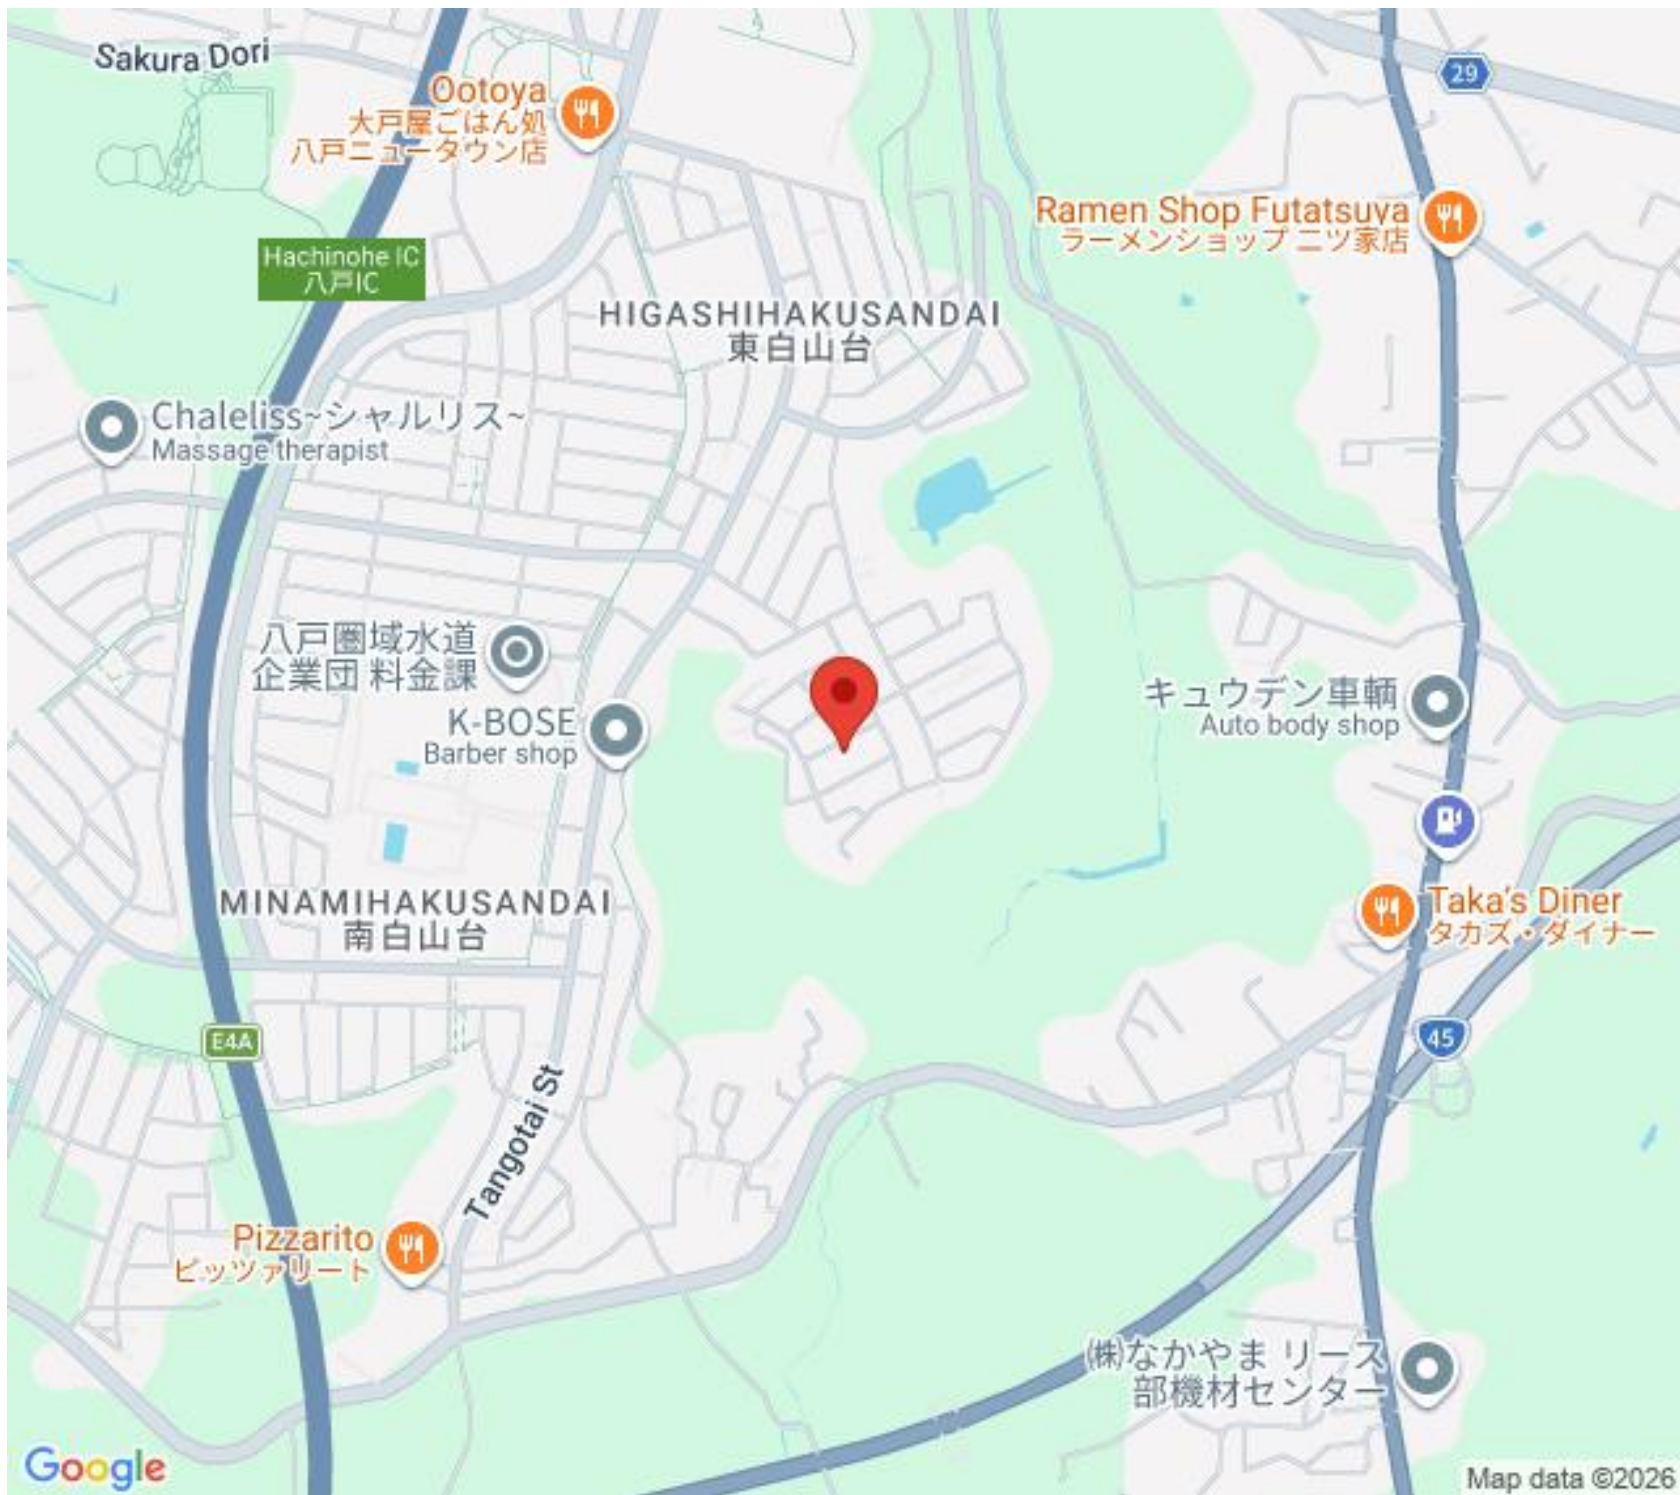 Sakura Dori
Ootoya
大戸屋ごはん処
八戸ニュータウン店
29
Ramen Shop Futatsuya
ラーメンショップ 二ツ家店
Hachinohe IC
八戸IC
HIGASHIHAKUSANDAI
東白山台
Chaleliss~シャルリス~
Massage therapist
八戸圏域水道
企業団 料金課
K-BOSE
Barber shop
キュウデン車輌
Auto body shop
MINAMIHAKUSANDAI
南白山台
Taka's Diner
タカズ・ダイナー
E4A
45
Tangotai St
Pizzarito
ピッツァリート
㈱なかやま リース
部機材センター
Google
Map data ©2026